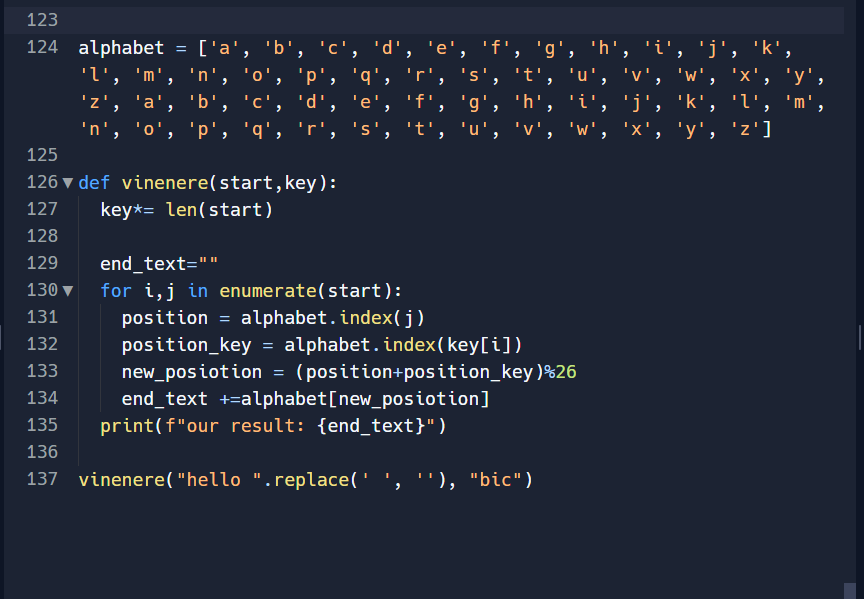 123
124 alphabet = ['a', 'b', 'c', 'd', 'e', 'f', 'g', 'h', 'i', 'j', 'k',
'l', 'm', 'n', 'o', 'p', 'q', 'r', 's', 't', 'u', 'v', 'w', 'x', 'y',
'z', 'a', 'b', 'c', 'd', 'e', 'f', 'g', 'h', 'i', 'j', 'k', 'l', 'm',
'n', 'o', 'p', 'q', 'r', 's', 't', 'u', 'v', 'w', 'x', 'y', 'z']
125
126 def vinenere(start,key):
127   key*= len(start)
128
129   end_text=""
130   for i,j in enumerate(start):
131     position = alphabet.index(j)
132     position_key = alphabet.index(key[i])
133     new_posiotion = (position+position_key)%26
134     end_text +=alphabet[new_posiotion]
135   print(f"our result: {end_text}")
136
137 vinenere("hello ".replace(' ', ''), "bic")